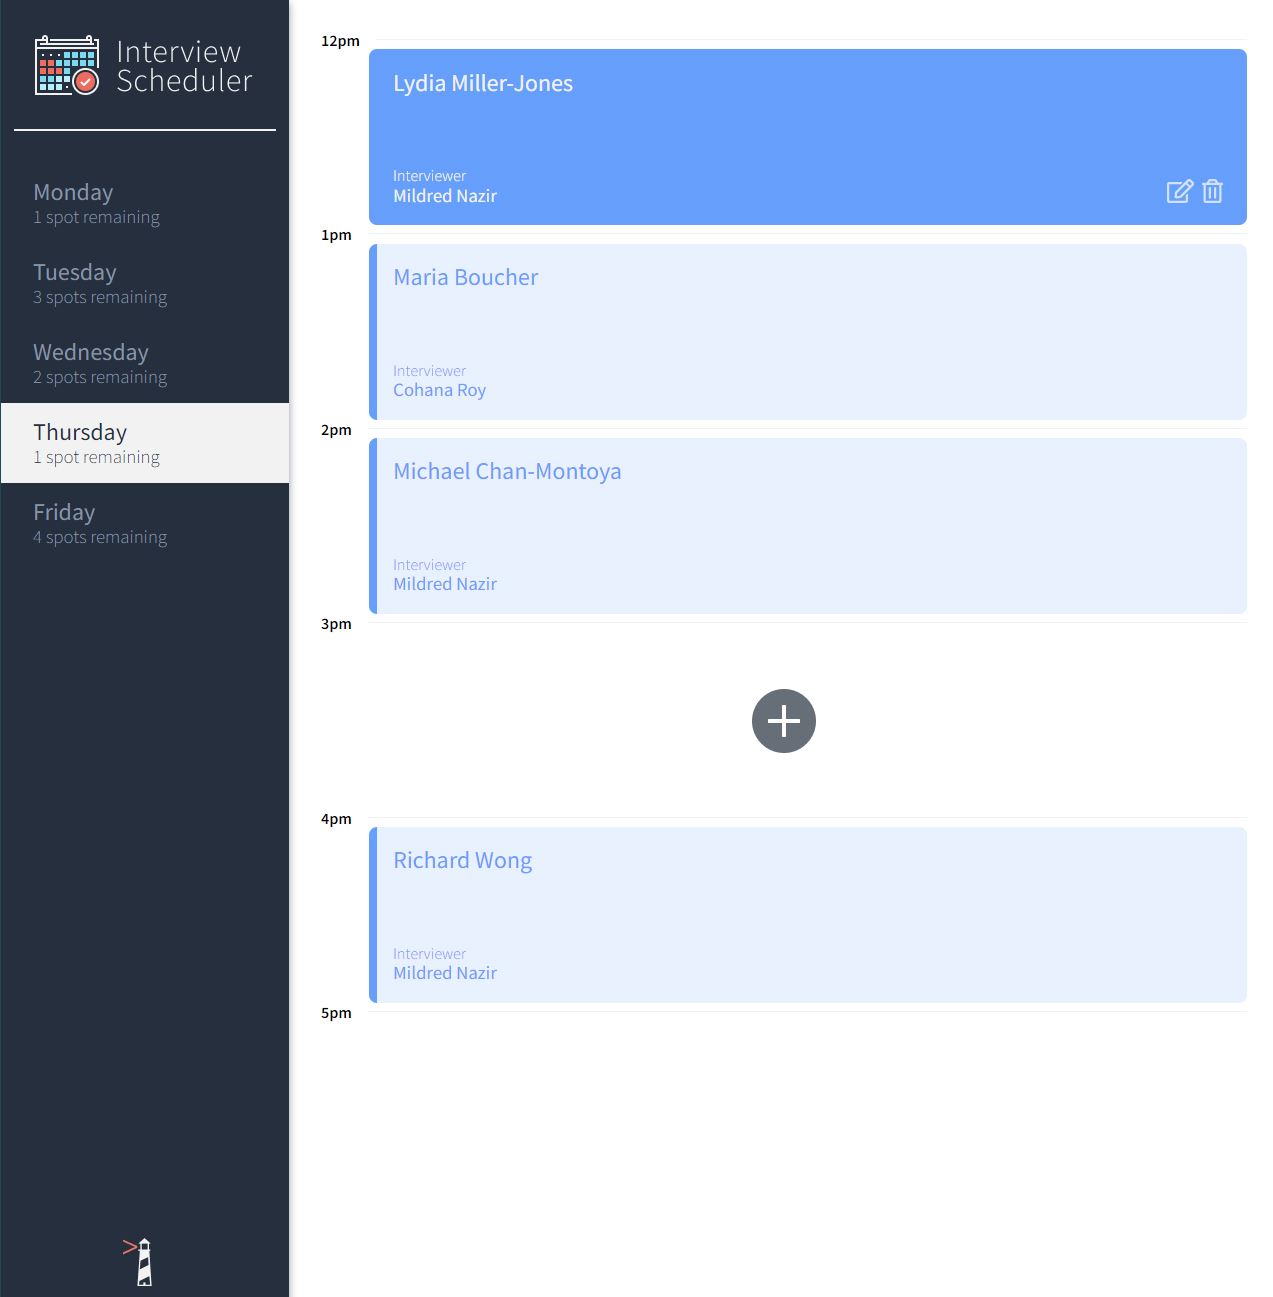 Interview
Scheduler
Monday
1 spot remaining
Tuesday
3 spots remaining
Wednesday
2 spots remaining
Thursday
1 spot remaining
Friday
4 spots remaining
12pm
Lydia Miller-Jones
Interviewer
Mildred Nazir
1pm
Maria Boucher
Interviewer
Cohana Roy
2pm
Michael Chan-Montoya
Interviewer
Mildred Nazir
3pm
4pm
Richard Wong
Interviewer
Mildred Nazir
5pm